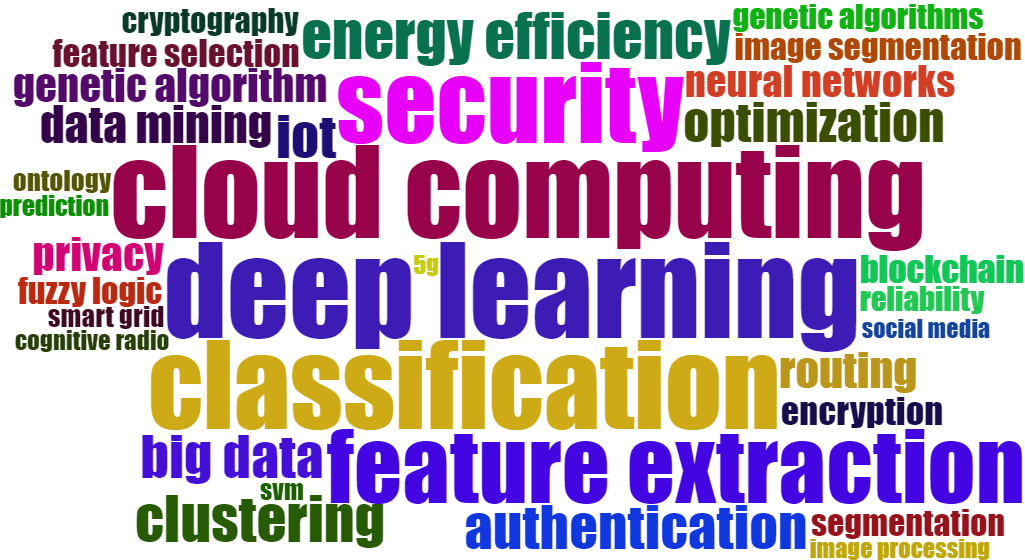 cryptography
energy efficiency
genetic algorithms
feature selection
image segmentation
genetic algorithm
security
neural networks
data mining
iot
optimization
cloud computing
ontology
prediction
privacy
deep learning
5g
blockchain
fuzzy logic
reliability
smart grid
social media
cognitive radio
classification
routing
encryption
big data
feature extraction
svm
clustering
authentication
segmentation
image processing